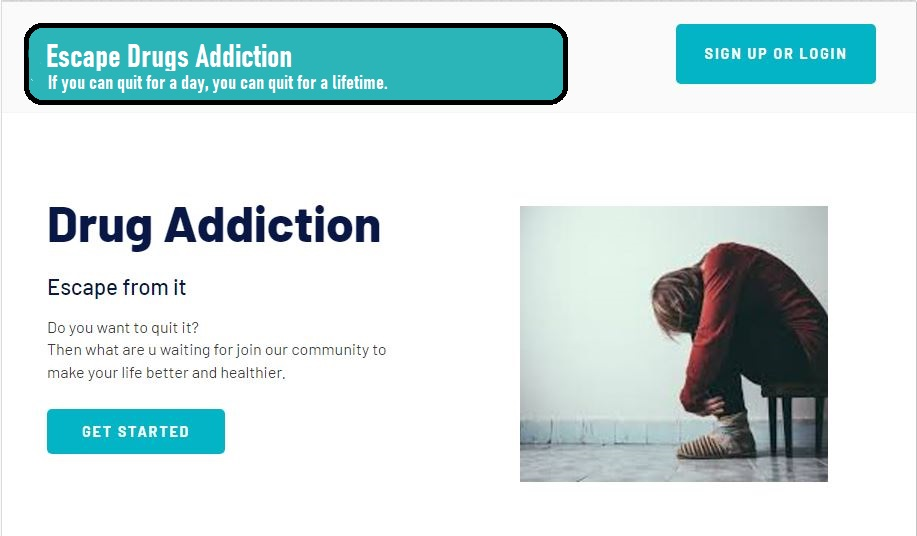 Escape Drugs Addiction
If you can quit for a day, you can quit for a lifetime.
SIGN UP OR LOGIN
Drug Addiction
Escape from it
Do you want to quit it?
Then what are u waiting for join our community to
make your life better and healthier.
GET STARTED